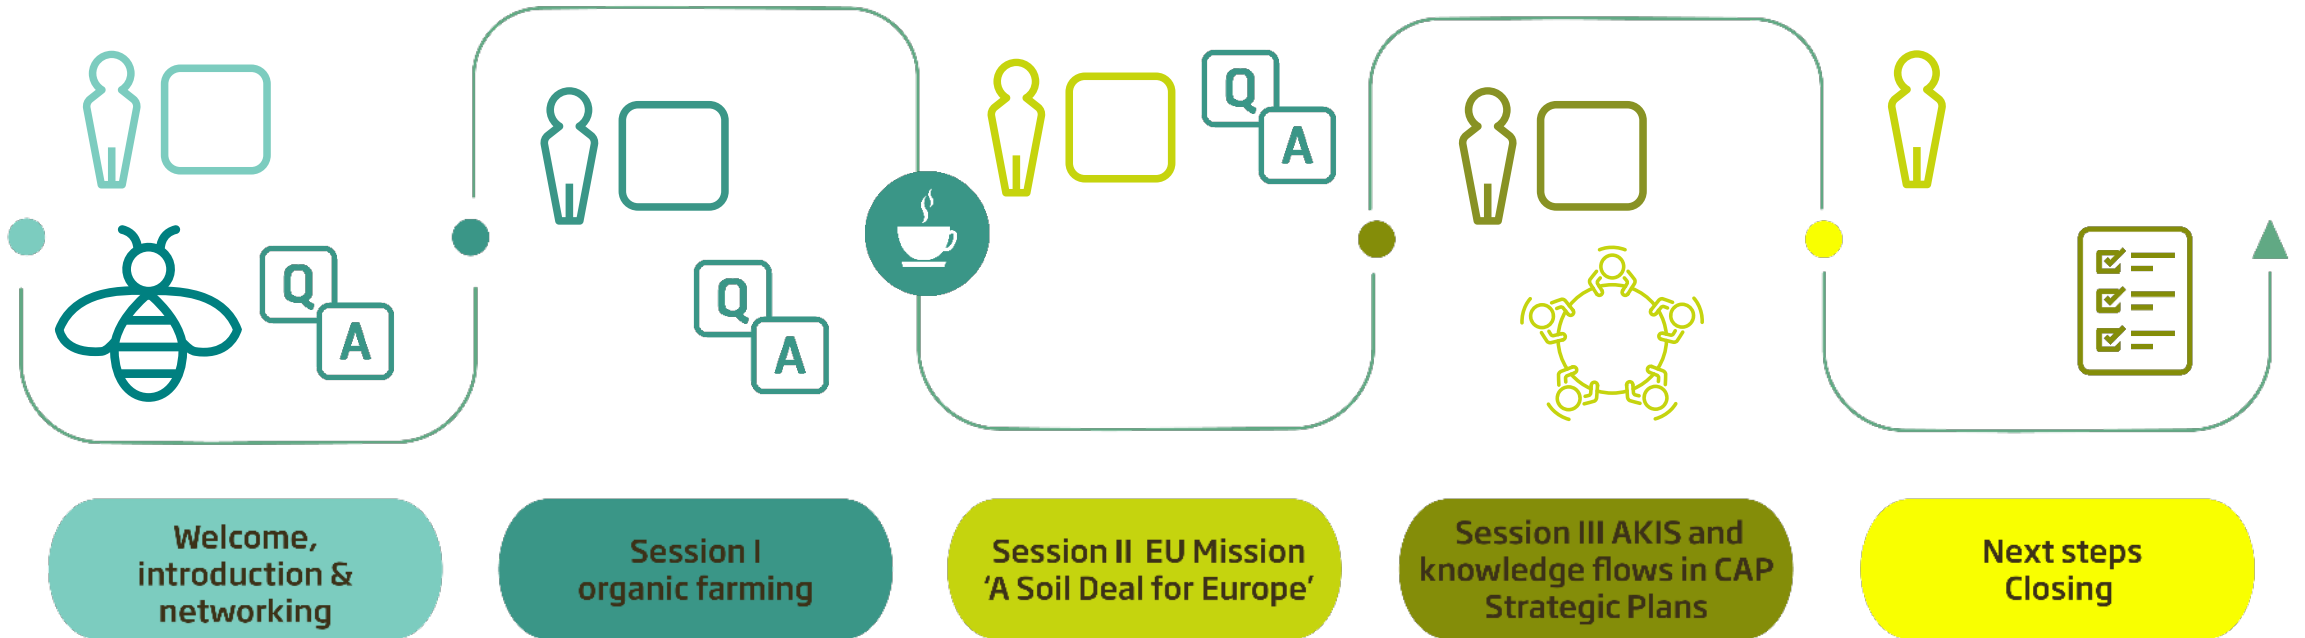 Q
A
Q
A
Q
A
Welcome,
introduction &
networking
Session I
organic farming
Session II EU Mission
‘A Soil Deal for Europe’
Session III AKIS and
knowledge flows in CAP
Strategic Plans
Next steps
Closing